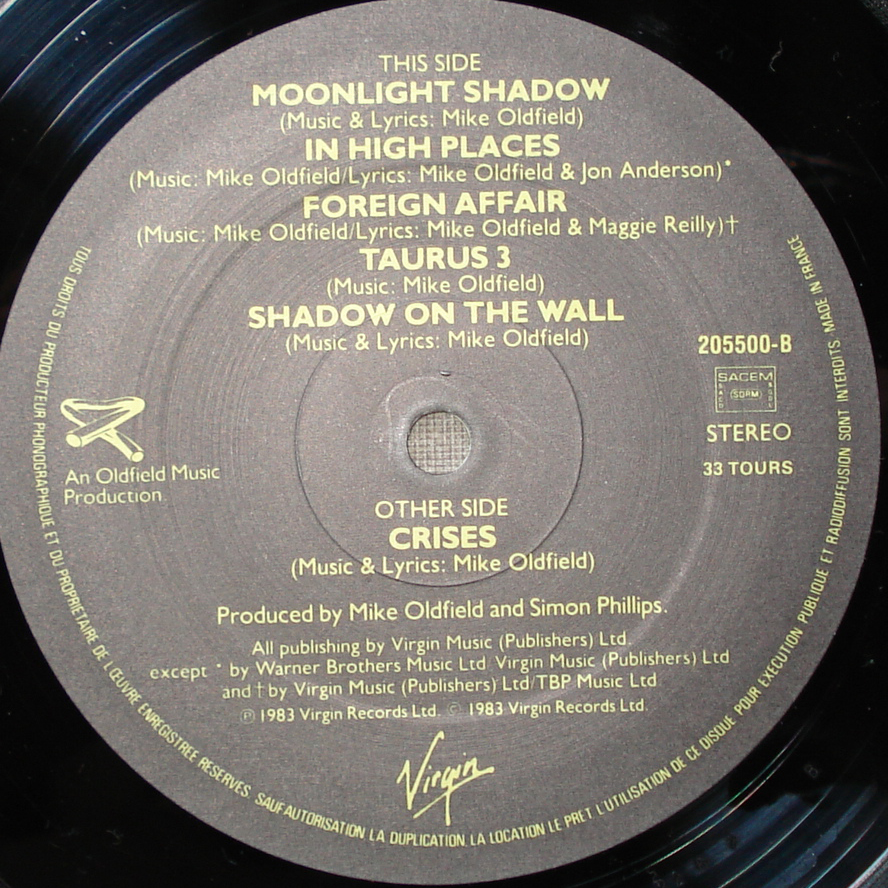 THIS SIDE
MOONLIGHT SHADOW
(Music & Lyrics: Mike Oldfield)
IN HIGH PLACES
(Music: Mike Oldfield/Lyrics: Mike Oldfield & Jon Anderson)*
FOREIGN AFFAIR
(Music: Mike Oldfield/Lyrics: Mike Oldfield & Maggie Reilly)†
TAURUS 3
(Music: Mike Oldfield)
SHADOW ON THE WALL
(Music & Lyrics: Mike Oldfield)
205500-B
SACEM
SACD
SDRM
SGDL
STEREO
33 TOURS
An Oldfield Music
Production
OTHER SIDE
CRISES
(Music & Lyrics: Mike Oldfield)
Produced by Mike Oldfield and Simon Phillips.
All publishing by Virgin Music (Publishers) Ltd.
except * by Warner Brothers Music Ltd Virgin Music (Publishers) Ltd
and † by Virgin Music (Publishers) Ltd/TBP Music Ltd
℗ 1983 Virgin Records Ltd. © 1983 Virgin Records Ltd.
Virgin
TOUS DROITS DU PRODUCTEUR PHONOGRAPHIQUE ET DU PROPRIETAIRE DE L'ŒUVRE ENREGISTREE RESERVES. SAUF AUTORISATION LA DUPLICATION, LA LOCATION LE PRET L'UTILISATION DE CE DISQUE POUR EXECUTION PUBLIQUE ET RADIODIFFUSION SONT INTERDITS · MADE IN FRANCE